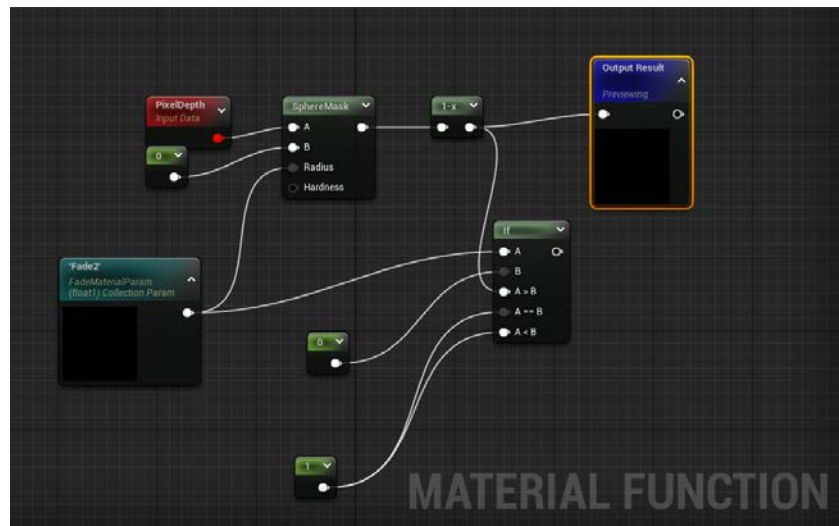 Output Result
Previewing
PixelDepth
Input Data
SphereMask
1-x
A
B
0
Radius
Hardness
If
'Fade2'
FadeMaterialParam
(float1) Collection Param
A
B
A > B
A == B
A < B
0
1
MATERIAL FUNCTION